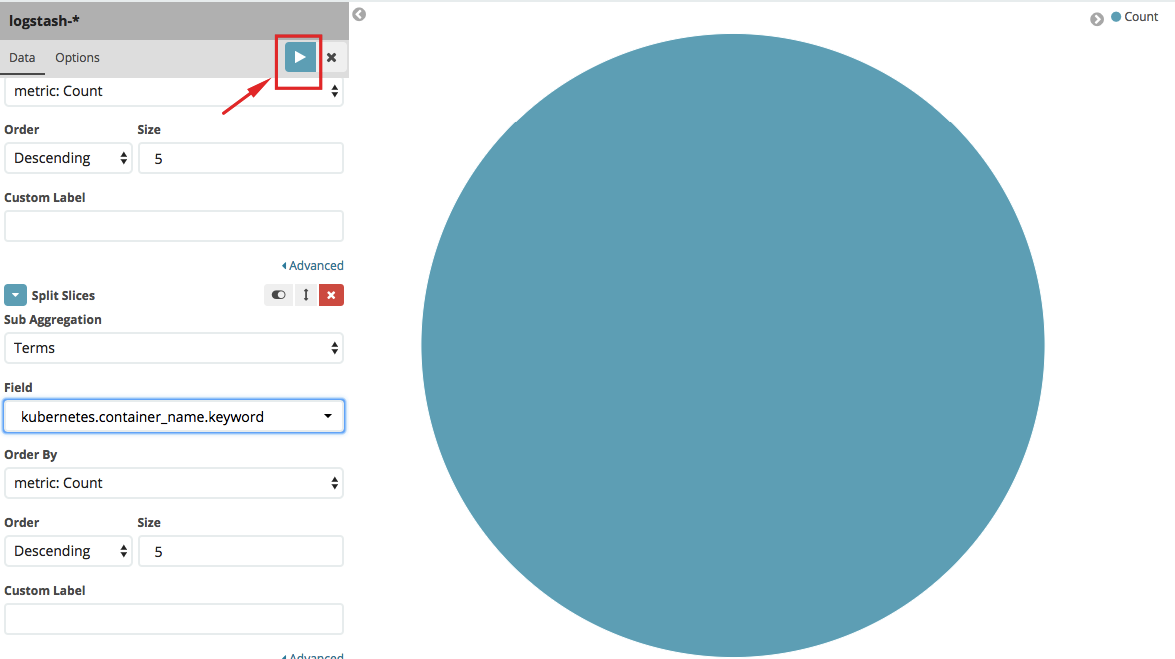 logstash-*
Count
Data Options
metric: Count
Order Size
Descending 5
Custom Label
Advanced
Split Slices
Sub Aggregation
Terms
Field
kubernetes.container_name.keyword
Order By
metric: Count
Order Size
Descending 5
Custom Label
Advanced